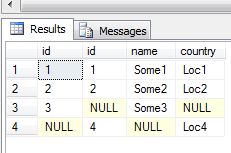 Results Messages
id id name country
1 1 1 Some1 Loc1
2 2 2 Some2 Loc2
3 3 NULL Some3 NULL
4 NULL 4 NULL Loc4